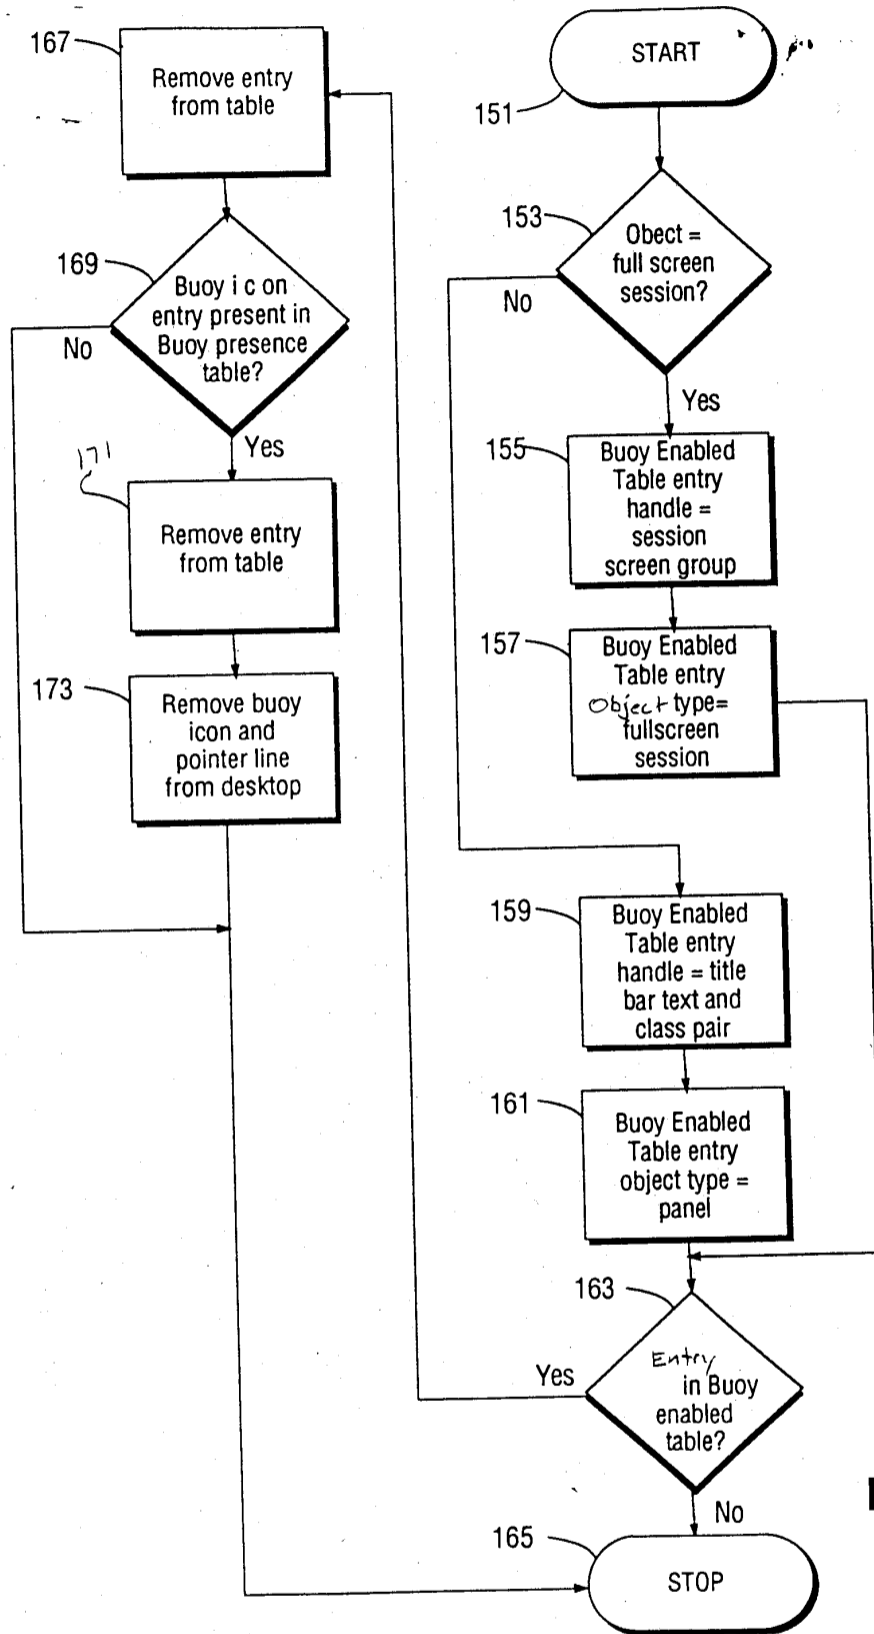 167
Remove entry
from table
169
Buoy i c on
entry present in
Buoy presence
table?
No
Yes
171
Remove entry
from table
173
Remove buoy
icon and
pointer line
from desktop
START
151
153
Obect =
full screen
session?
No
Yes
155
Buoy Enabled
Table entry
handle =
session
screen group
157
Buoy Enabled
Table entry
Object type=
fullscreen
session
159
Buoy Enabled
Table entry
handle = title
bar text and
class pair
161
Buoy Enabled
Table entry
object type =
panel
163
Entry
in Buoy
enabled
table?
Yes
No
165
STOP